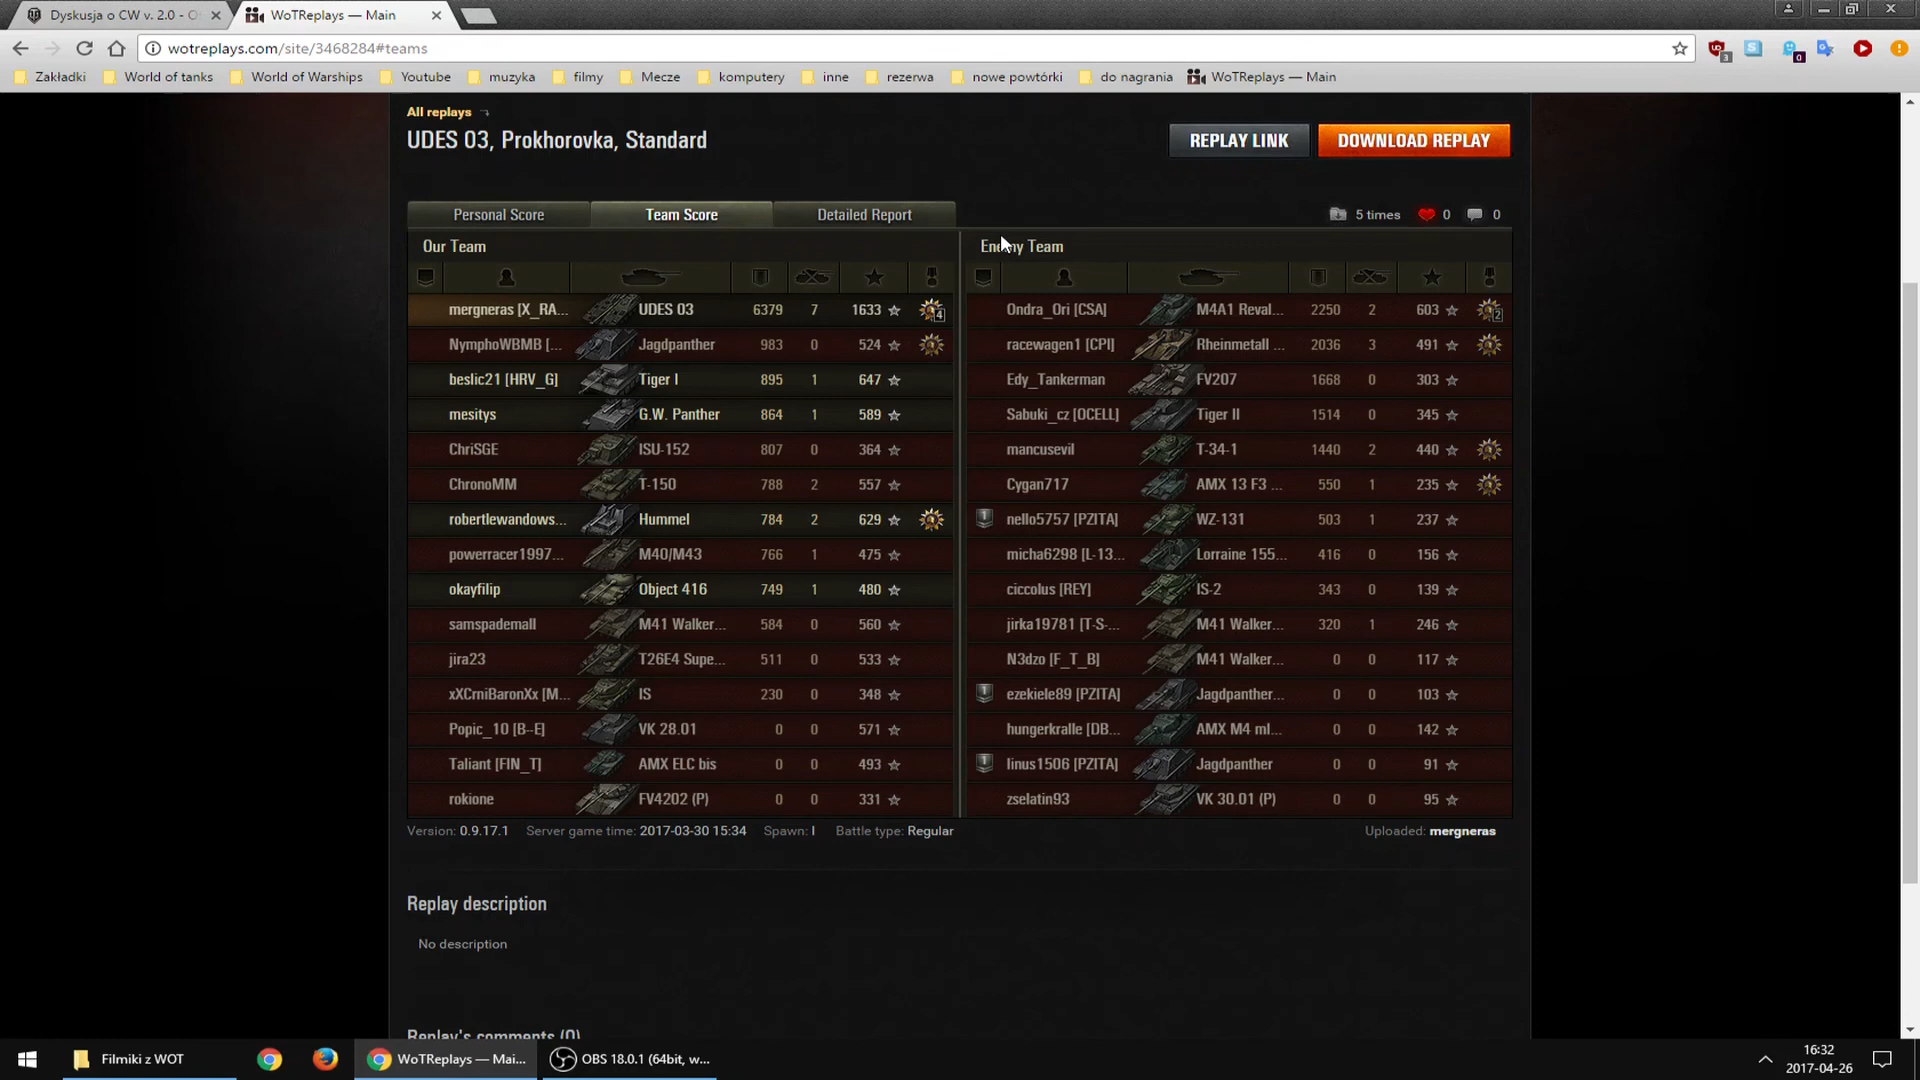 Dyskusja o CW v. 2.0 - O
WoTReplays — Main
wotreplays.com/site/3468284#teams
Zakładki World of tanks World of Warships Youtube muzyka filmy Mecze komputery inne rezerwa nowe powtórki do nagrania WoTReplays — Main
All replays
UDES 03, Prokhorovka, Standard
REPLAY LINK
DOWNLOAD REPLAY
Personal Score Team Score Detailed Report
5 times 0 0
Our Team
mergneras [X_RA... UDES 03 6379 7 1633 4
NymphoWBMB [... Jagdpanther 983 0 524
beslic21 [HRV_G] Tiger I 895 1 647
mesitys G.W. Panther 864 1 589
ChriSGE ISU-152 807 0 364
ChronoMM T-150 788 2 557
robertlewandows... Hummel 784 2 629
powerracer1997... M40/M43 766 1 475
okayfilip Object 416 749 1 480
samspademall M41 Walker... 584 0 560
jira23 T26E4 Supe... 511 0 533
xXCrniBaronXx [M... IS 230 0 348
Popic_10 [B--E] VK 28.01 0 0 571
Taliant [FIN_T] AMX ELC bis 0 0 493
rokione FV4202 (P) 0 0 331
Enemy Team
Ondra_Ori [CSA] M4A1 Reval... 2250 2 603 2
racewagen1 [CPI] Rheinmetall ... 2036 3 491
Edy_Tankerman FV207 1668 0 303
Sabuki_cz [OCELL] Tiger II 1514 0 345
mancusevil T-34-1 1440 2 440
Cygan717 AMX 13 F3 ... 550 1 235
1 nello5757 [PZITA] WZ-131 503 1 237
micha6298 [L-13... Lorraine 155... 416 0 156
ciccolus [REY] IS-2 343 0 139
jirka19781 [T-S-... M41 Walker... 320 1 246
N3dzo [F_T_B] M41 Walker... 0 0 117
1 ezekiele89 [PZITA] Jagdpanther... 0 0 103
hungerkralle [DB... AMX M4 ml... 0 0 142
1 linus1506 [PZITA] Jagdpanther 0 0 91
zselatin93 VK 30.01 (P) 0 0 95
Version: 0.9.17.1 Server game time: 2017-03-30 15:34 Spawn: I Battle type: Regular
Uploaded: mergneras
Replay description
No description
Replay's comments (0)
Filmiki z WOT
WoTReplays — Mai...
OBS 18.0.1 (64bit, w...
16:32
2017-04-26